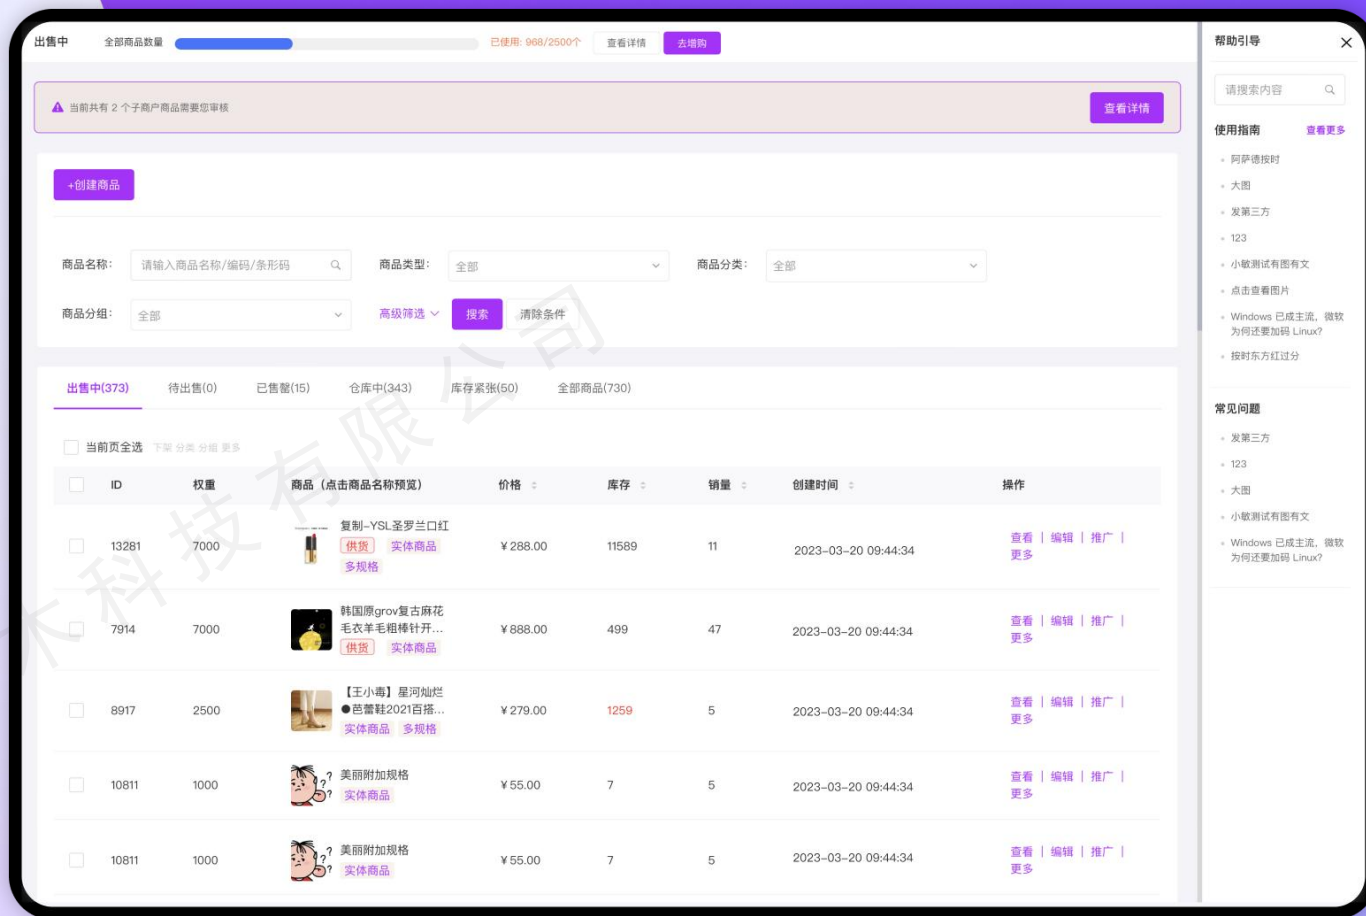 出售中 全部商品数量 已使用: 968/2500个 查看详情 去增购
当前共有 2 个子商户商品需要您审核 查看详情
+创建商品
商品名称: 请输入商品名称/编码/条形码 商品类型: 全部 商品分类: 全部
商品分组: 全部 高级筛选 搜索 清除条件
出售中(373) 待出售(0) 已售罄(15) 仓库中(343) 库存紧张(50) 全部商品(730)
当前页全选 下架 分类 分组 更多
ID 权重 商品（点击商品名称预览） 价格 库存 销量 创建时间 操作
复制-YSL圣罗兰口红
13281 7000 供货 实体商品 ¥288.00 11589 11 2023-03-20 09:44:34 查看 | 编辑 | 推广 |
多规格 更多
韩国原grov复古麻花
7914 7000 毛衣羊毛粗棒针开... ¥888.00 499 47 2023-03-20 09:44:34 查看 | 编辑 | 推广 |
供货 实体商品 更多
【王小毒】星河灿烂
8917 2500 ●芭蕾鞋2021百搭... ¥279.00 1259 5 2023-03-20 09:44:34 查看 | 编辑 | 推广 |
实体商品 多规格 更多
美丽附加规格
10811 1000 实体商品 ¥55.00 7 5 2023-03-20 09:44:34 查看 | 编辑 | 推广 |
更多
美丽附加规格
10811 1000 实体商品 ¥55.00 7 5 2023-03-20 09:44:34 查看 | 编辑 | 推广 |
更多
帮助引导
请搜索内容
使用指南 查看更多
阿萨德按时
大图
发第三方
123
小敏测试有图有文
点击查看图片
Windows 已成主流，微软
为何还要加码 Linux?
按时东方红过分
常见问题
发第三方
123
大图
小敏测试有图有文
Windows 已成主流，微软
为何还要加码 Linux?
木科技有限公司